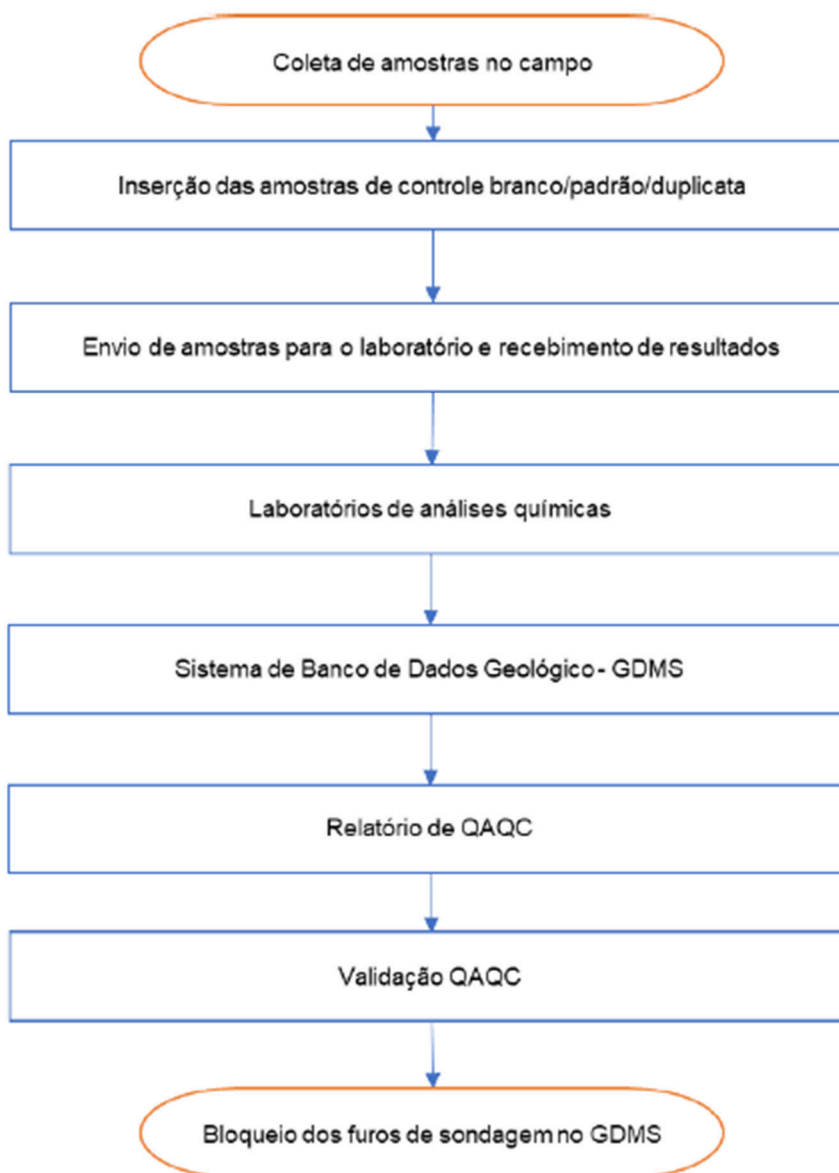 Coleta de amostras no campo
Inserção das amostras de controle branco/padrão/duplicata
Envio de amostras para o laboratório e recebimento de resultados
Laboratórios de análises químicas
Sistema de Banco de Dados Geológico - GDMS
Relatório de QAQC
Validação QAQC
Bloqueio dos furos de sondagem no GDMS